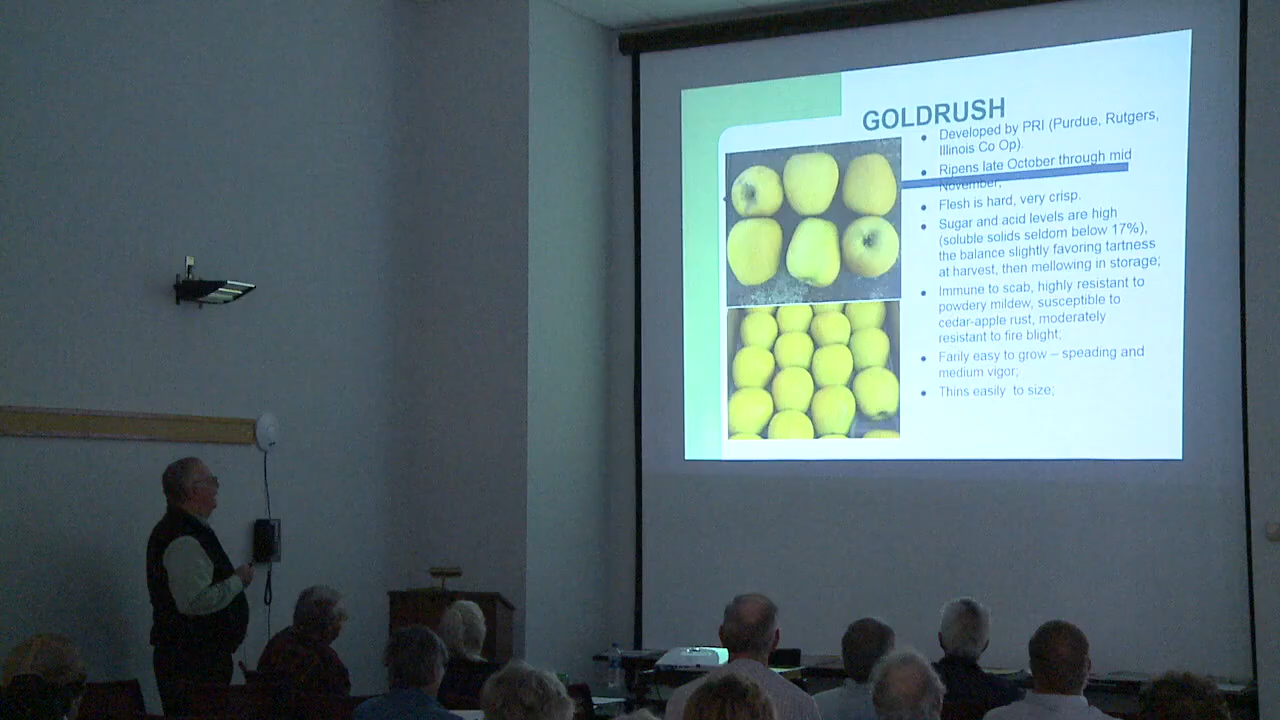 GOLDRUSH
Developed by PRI (Purdue, Rutgers,
Illinois Co Op).
Ripens late October through mid
November;
Flesh is hard, very crisp.
Sugar and acid levels are high
(soluble solids seldom below 17%),
the balance slightly favoring tartness
at harvest, then mellowing in storage;
Immune to scab, highly resistant to
powdery mildew, susceptible to
cedar-apple rust, moderately
resistant to fire blight;
Farily easy to grow – speading and
medium vigor;
Thins easily to size;